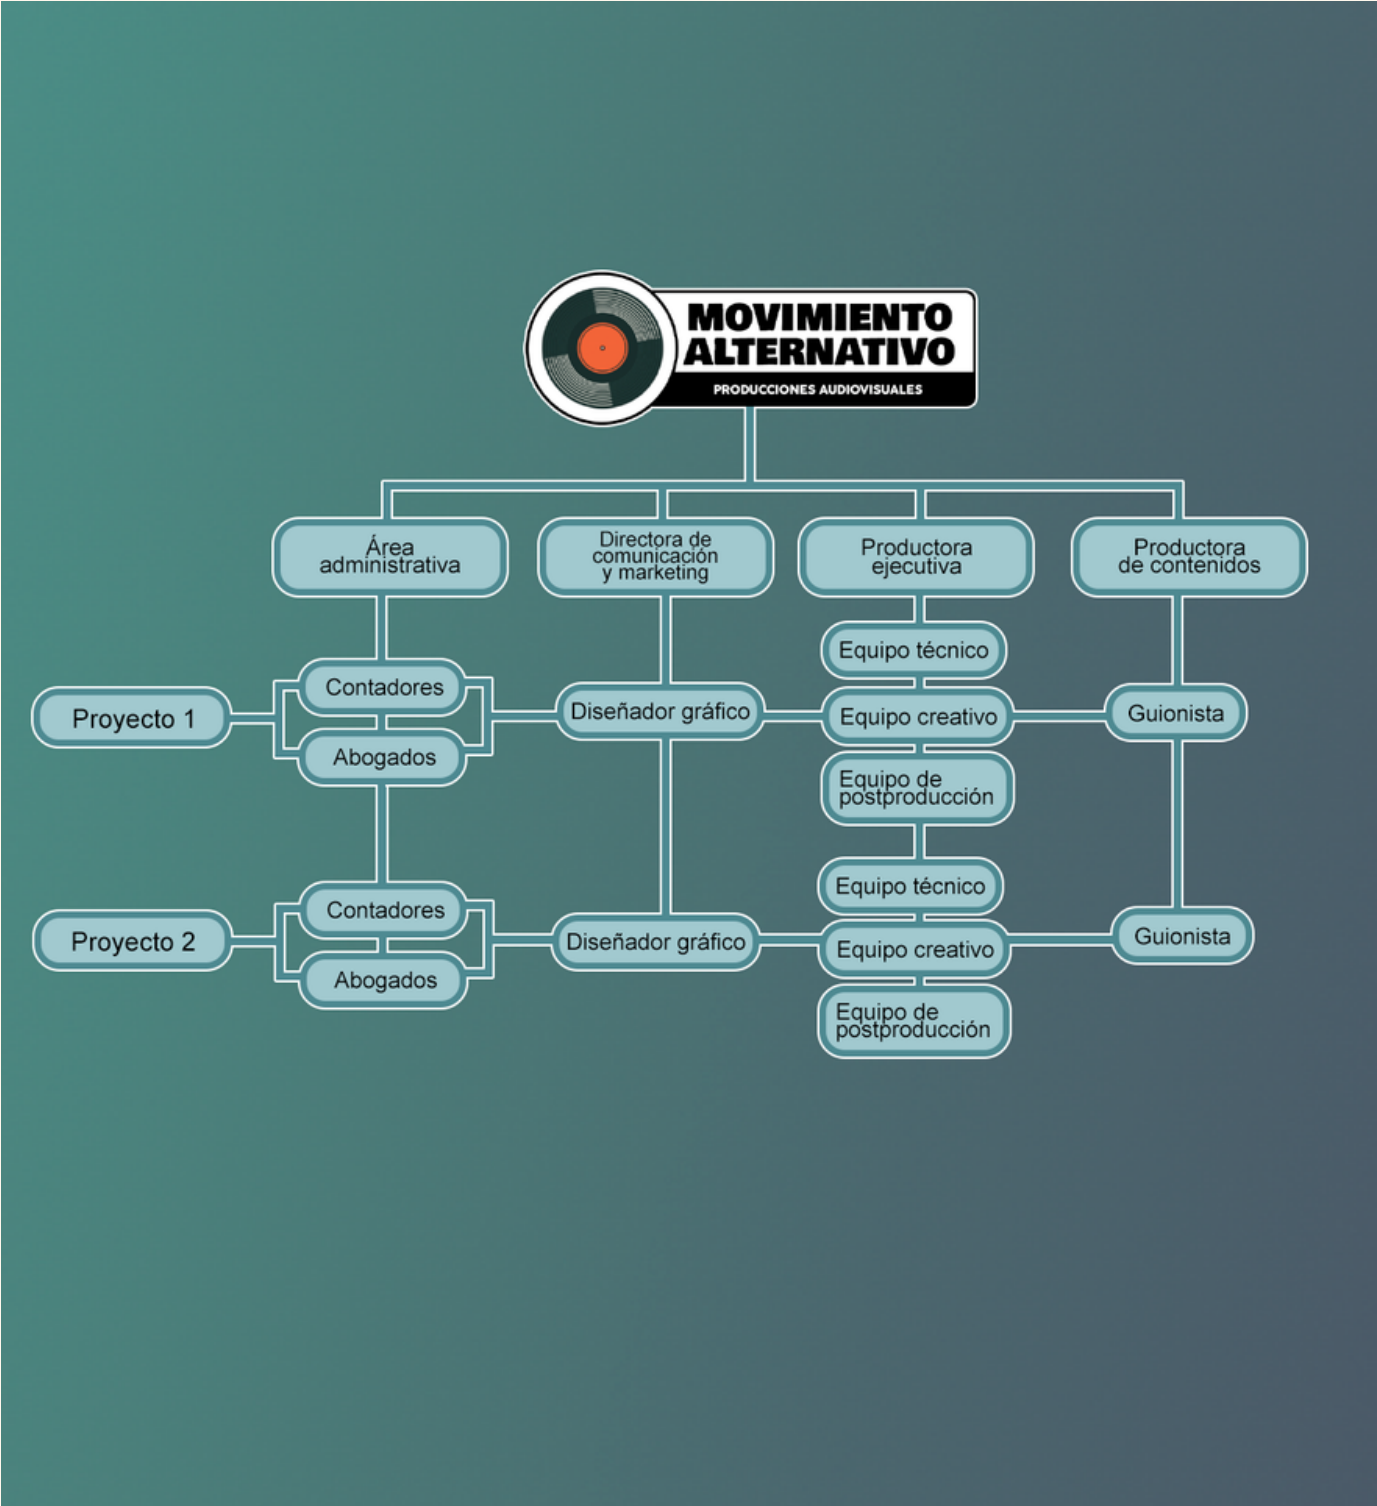 MOVIMIENTO
ALTERNATIVO
PRODUCCIONES AUDIOVISUALES
Área
administrativa
Directora de
comunicación
y marketing
Productora
ejecutiva
Productora
de contenidos
Proyecto 1
Contadores
Abogados
Diseñador gráfico
Equipo técnico
Equipo creativo
Equipo de
postproducción
Guionista
Proyecto 2
Contadores
Abogados
Diseñador gráfico
Equipo técnico
Equipo creativo
Equipo de
postproducción
Guionista